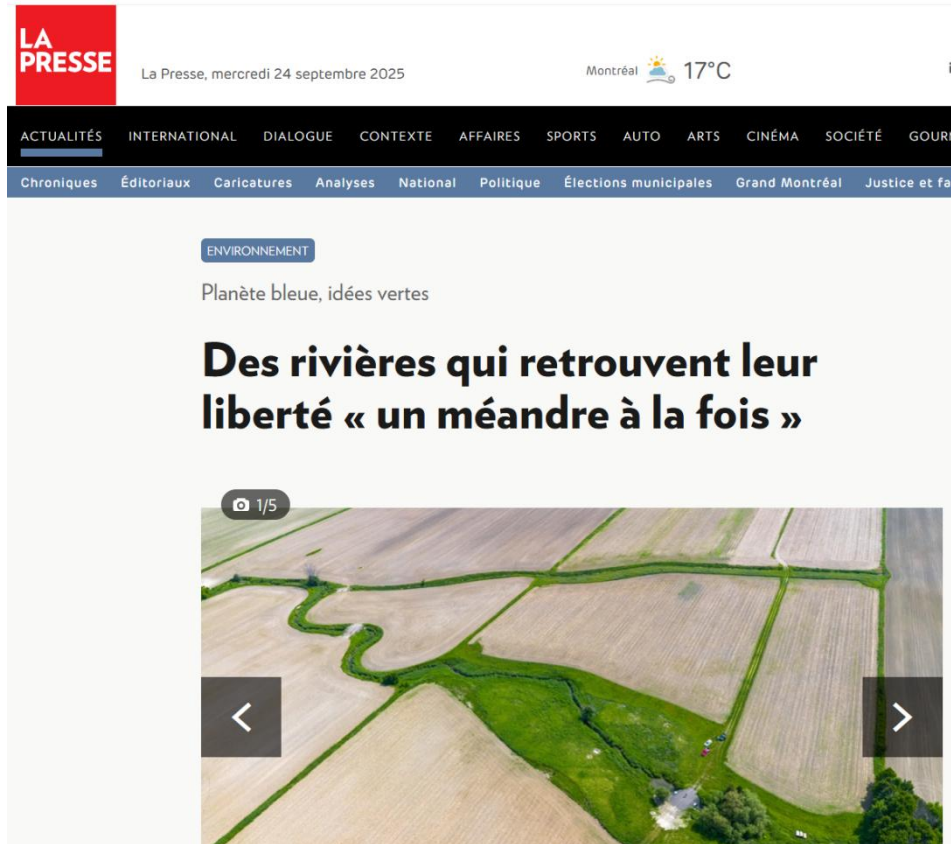 LA
PRESSE
La Presse, mercredi 24 septembre 2025
Montréal 17°C
ACTUALITÉS INTERNATIONAL DIALOGUE CONTEXTE AFFAIRES SPORTS AUTO ARTS CINÉMA SOCIÉTÉ
Chroniques Éditoriaux Caricatures Analyses National Politique Élections municipales Grand Montréal Justice et
ENVIRONNEMENT
Planète bleue, idées vertes
Des rivières qui retrouvent leur
liberté « un méandre à la fois »
1/5